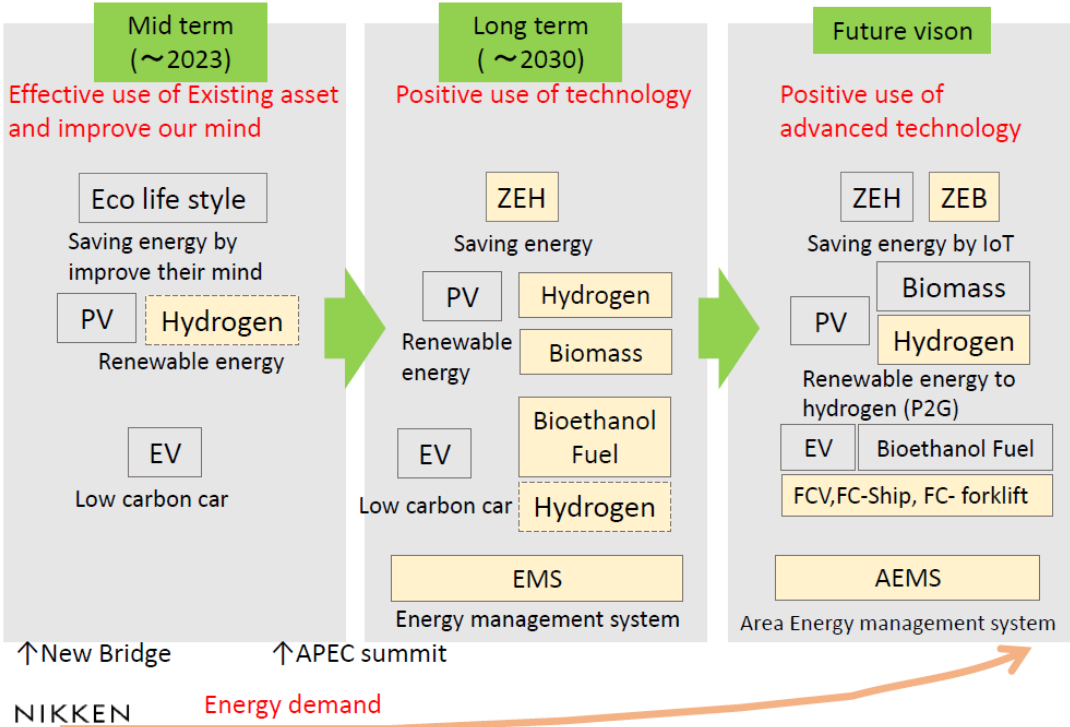 Mid term
(～2023)
Effective use of Existing asset
and improve our mind
Eco life style
Saving energy by
improve their mind
PV
Hydrogen
Renewable energy
EV
Low carbon car
Long term
( ～2030)
Positive use of technology
ZEH
Saving energy
PV
Hydrogen
Renewable
energy
Biomass
EV
Bioethanol
Fuel
Low carbon car
Hydrogen
EMS
Energy management system
Future vison
Positive use of
advanced technology
ZEH
ZEB
Saving energy by IoT
Biomass
PV
Hydrogen
Renewable energy to
hydrogen (P2G)
EV
Bioethanol Fuel
FCV,FC-Ship, FC- forklift
AEMS
Area Energy management system
↑New Bridge
↑APEC summit
NIKKEN
Energy demand